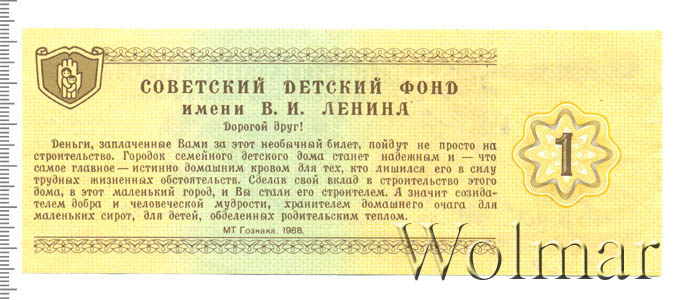 СОВЕТСКИЙ ДЕТСКИЙ ФОНД
имени В. И. ЛЕНИНА
Дорогой друг!
Деньги, заплаченные Вами за этот необычный билет, пойдут не просто на
строительство. Городок семейного детского дома станет надежным и — что
самое главное — истинно домашним кровом для тех, кто лишился его в силу
трудных жизненных обстоятельств. Сделав свой вклад в строительство этого
дома, в этот маленький город, и Вы стали его строителем. А значит созида-
телем добра и человеческой мудрости, хранителем домашнего очага для
маленьких сирот, для детей, обделенных родительским теплом.
МТ Гознака. 1988.
1
Wolmar